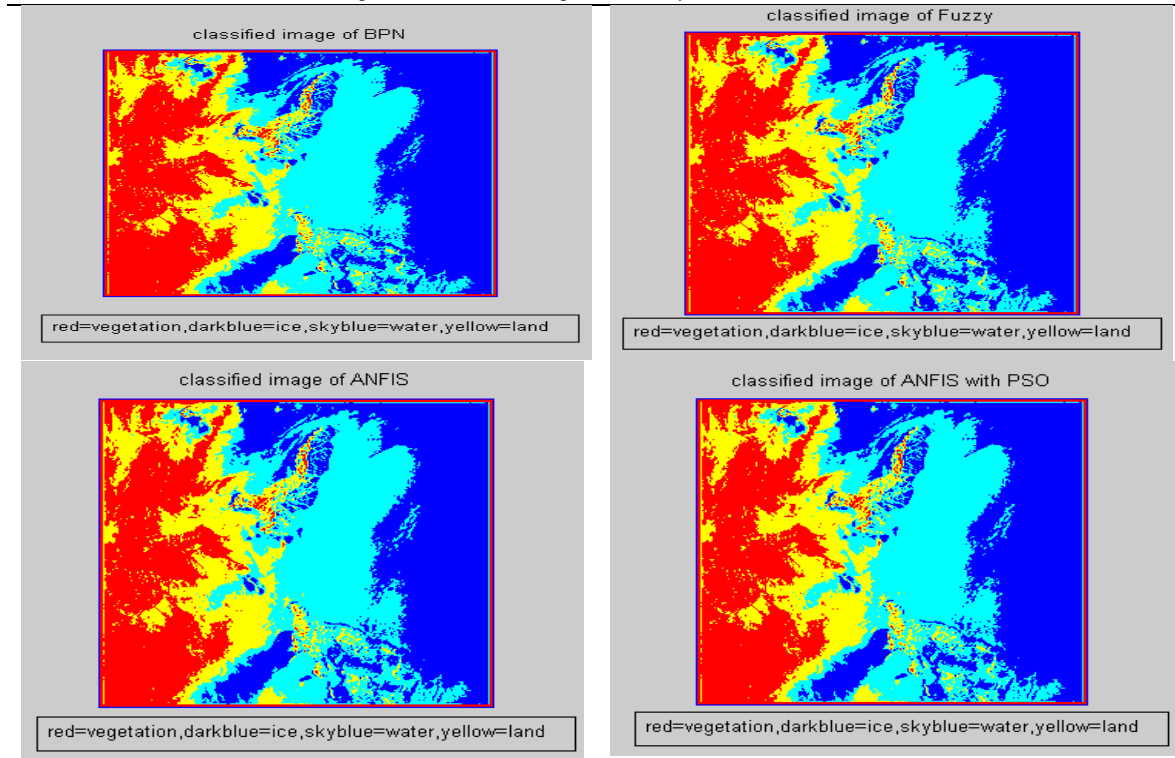 classified image of BPN
red=vegetation,darkblue=ice,skyblue=water,yellow=land
classified image of Fuzzy
red=vegetation,darkblue=ice,skyblue=water,yellow=land
classified image of ANFIS
red=vegetation,darkblue=ice,skyblue=water,yellow=land
classified image of ANFIS with PSO
red=vegetation,darkblue=ice,skyblue=water,yellow=land